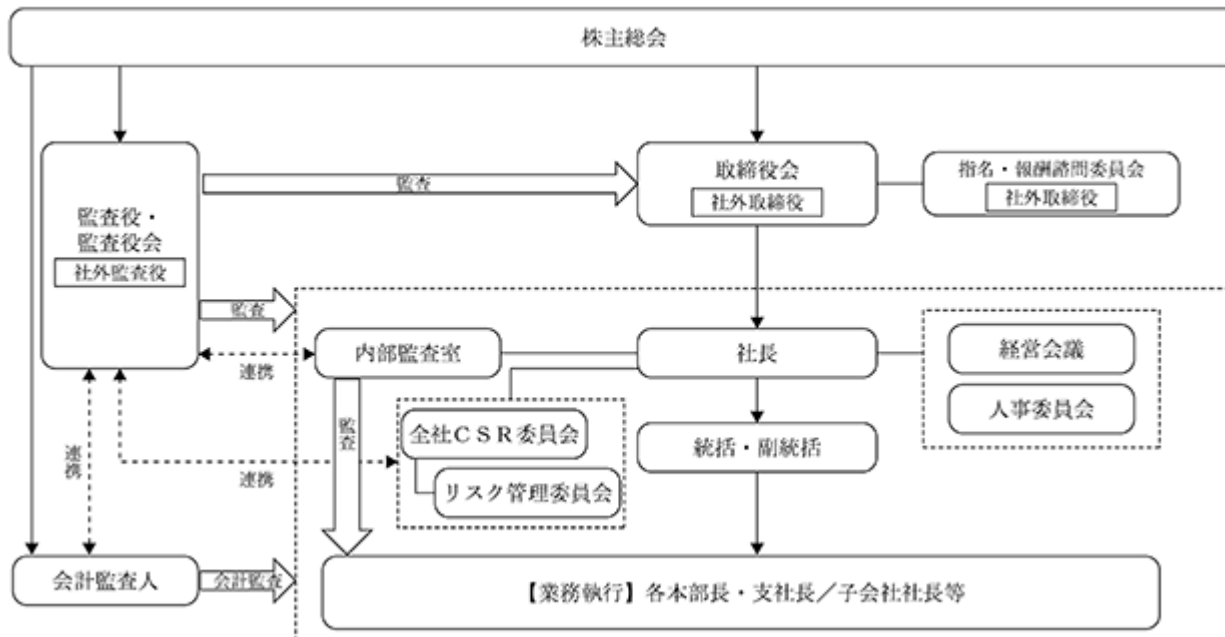 株主総会
監査
取締役会
社外取締役
指名・報酬諮問委員会
社外取締役
監査役・
監査役会
社外監査役
監査
連携
内部監査室
社長
経営会議
人事委員会
監査
全社CSR委員会
リスク管理委員会
統括・副統括
連携
連携
会計監査人
会計監査
【業務執行】各本部長・支社長/子会社社長等